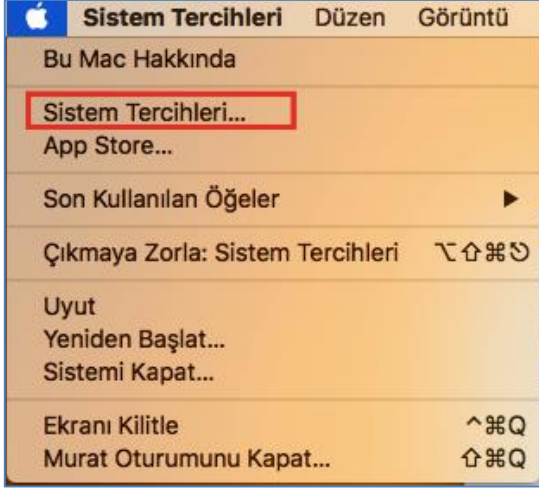 Sistem Tercihleri Düzen Görüntü
Bu Mac Hakkında
Sistem Tercihleri...
App Store...
Son Kullanılan Öğeler ▶
Çıkmaya Zorla: Sistem Tercihleri ⌥⇧⌘⎋
Uyut
Yeniden Başlat...
Sistemi Kapat...
Ekranı Kilitle ^⌘Q
Murat Oturumunu Kapat... ⇧⌘Q